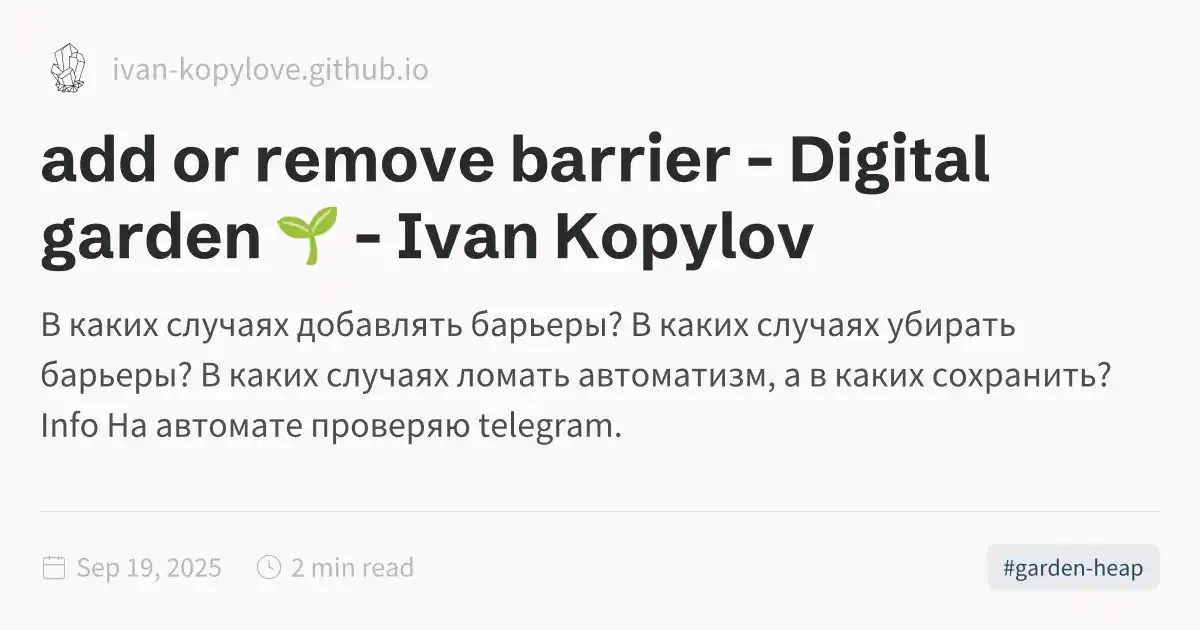 ivan-kopylove.github.io
add or remove barrier - Digital
garden 🌱 - Ivan Kopylov
В каких случаях добавлять барьеры? В каких случаях убирать
барьеры? В каких случаях ломать автоматизм, а в каких сохранить?
Info На автомате проверяю telegram.
Sep 19, 2025 2 min read #garden-heap